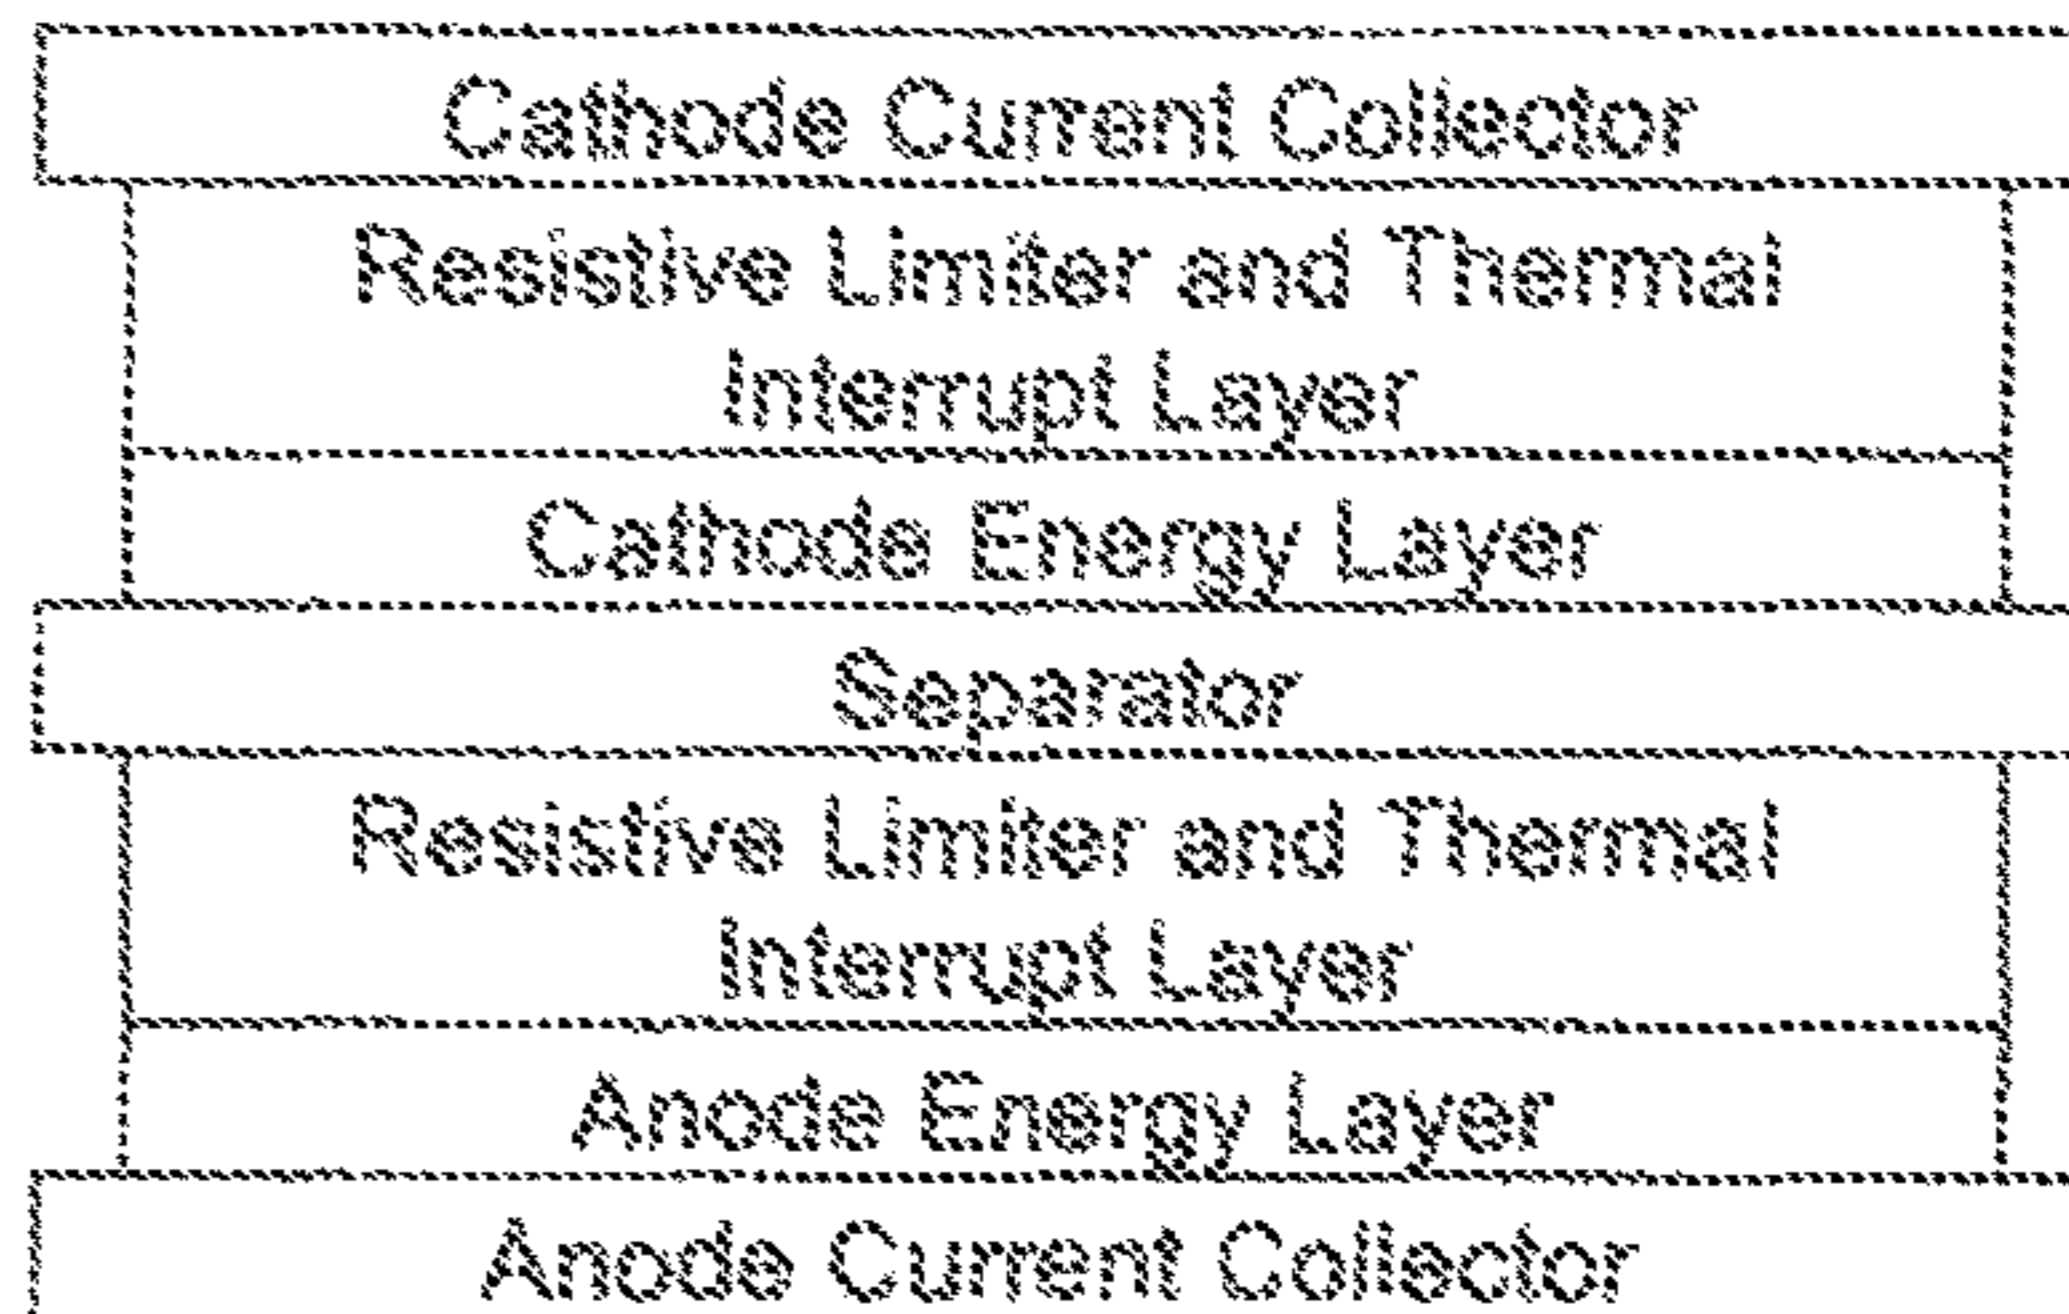 Cathode Current Collector
Resistive Limiter and Thermal
Interrupt Layer
Cathode Energy Layer
Separator
Resistive Limiter and Thermal
Interrupt Layer
Anode Energy Layer
Anode Current Collector